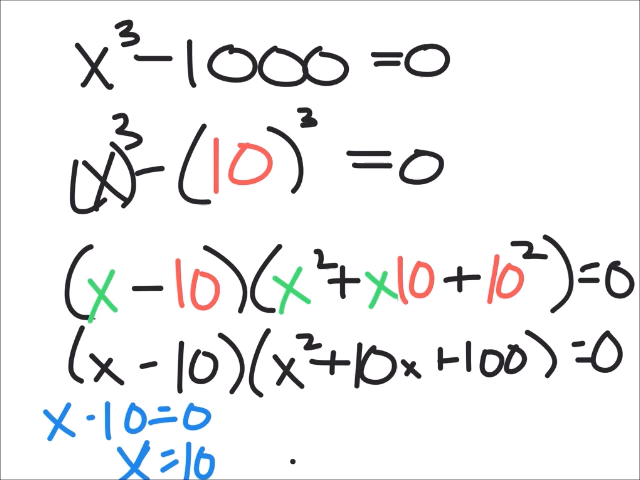 x³ - 1000 = 0
(x)³ - (10)³ = 0
(x - 10)(x² + x10 + 10²) = 0
(x - 10)(x² + 10x + 100) = 0
x - 10 = 0
x = 10